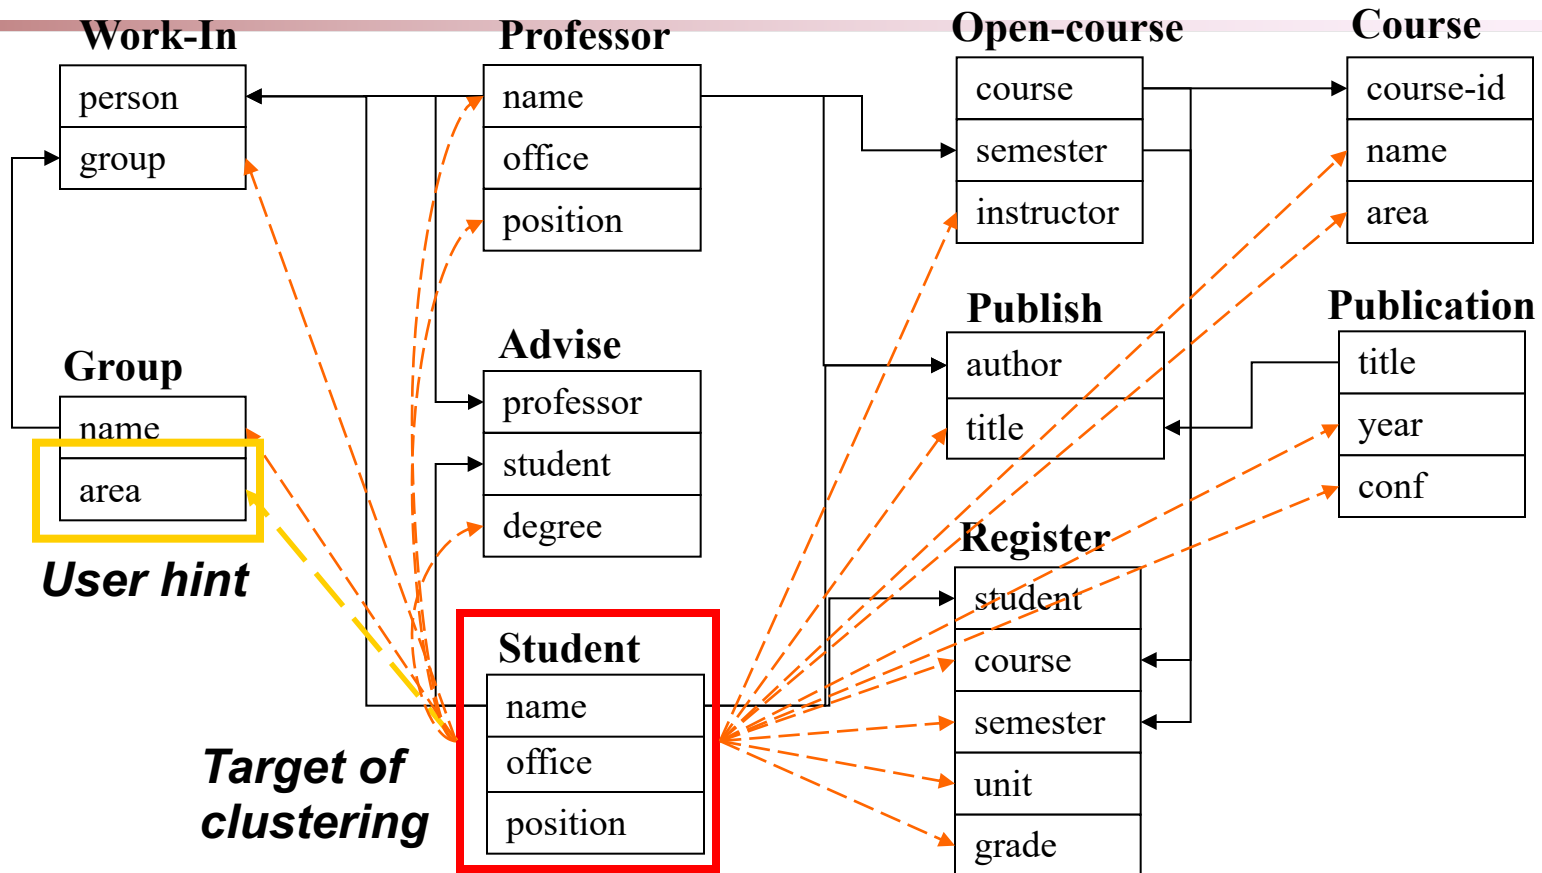 Work-In
person
group
Professor
name
office
position
Open-course
course
semester
instructor
Course
course-id
name
area
Group
name
area
User hint
Advise
professor
student
degree
Publish
author
title
Publication
title
year
conf
Target of
clustering
Student
name
office
position
Register
student
course
semester
unit
grade